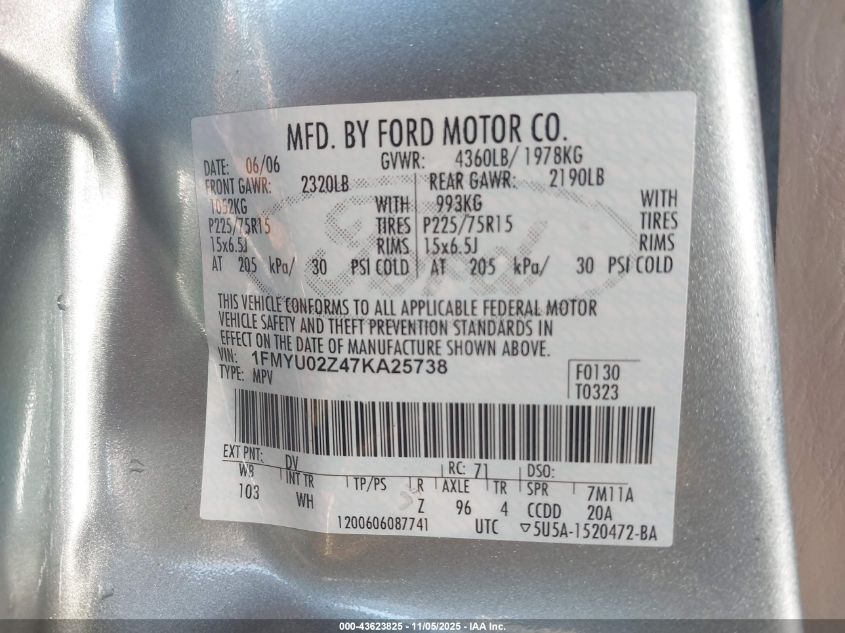 MFD. BY FORD MOTOR CO.
DATE: 06/06 GVWR: 4360LB/ 1978KG
FRONT GAWR: 2320LB REAR GAWR: 2190LB
1052KG WITH 993KG WITH
P225/75R15 TIRES P225/75R15 TIRES
15x6.5J RIMS 15x6.5J RIMS
AT 205 kPa/ 30 PSI COLD AT 205 kPa/ 30 PSI COLD
Ford
THIS VEHICLE CONFORMS TO ALL APPLICABLE FEDERAL MOTOR
VEHICLE SAFETY AND THEFT PREVENTION STANDARDS IN
EFFECT ON THE DATE OF MANUFACTURE SHOWN ABOVE.
VIN: 1FMYU02Z47KA25738 F0130
TYPE: MPV T0323
EXT PNT: DV RC: 71 DSO:
WB INT TR TP/PS R AXLE TR SPR 7M11A
103 WH Z 96 4 CCDD 20A
1200606087741 UTC ▽5U5A-1520472-BA
000-43623825 - 11/05/2025 - IAA Inc.